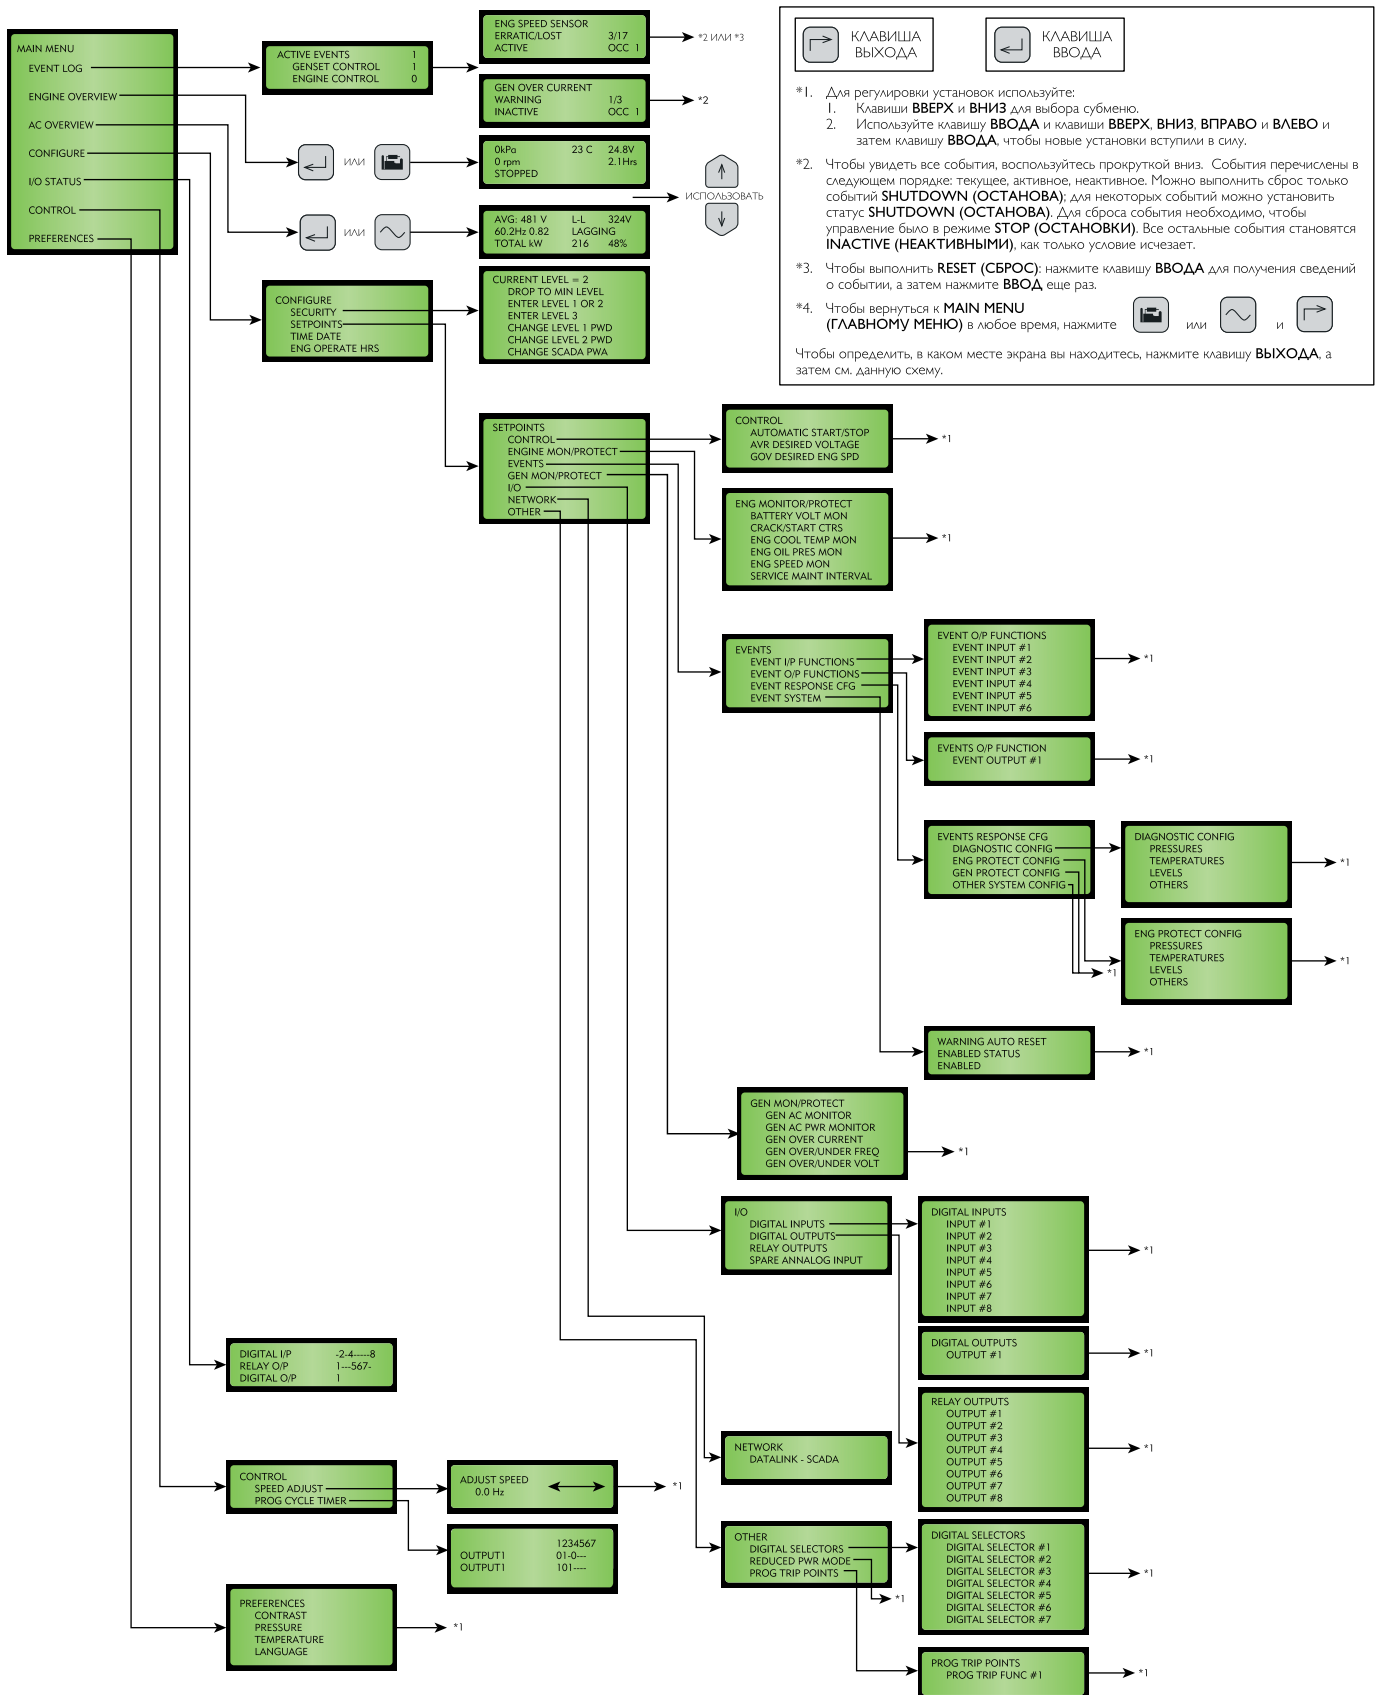 MAIN MENU
EVENT LOG
ENGINE OVERVIEW
AC OVERVIEW
CONFIGURE
I/O STATUS
CONTROL
PREFERENCES
ACTIVE EVENTS 1
GENSET CONTROL 1
ENGINE CONTROL 0
ENG SPEED SENSOR
ERRATIC/LOST 3/17
ACTIVE OCC 1
*2 ИЛИ *3
GEN OVER CURRENT
WARNING 1/3
INACTIVE OCC 1
*2
ИЛИ
0kPa 23 C 24.8V
0 rpm 2.1Hrs
STOPPED
ИСПОЛЬЗОВАТЬ
ИЛИ
AVG: 481 V L-L 324V
60.2Hz 0.82 LAGGING
TOTAL kW 216 48%
CONFIGURE
SECURITY
SETPOINTS
TIME DATE
ENG OPERATE HRS
CURRENT LEVEL = 2
DROP TO MIN LEVEL
ENTER LEVEL 1 OR 2
ENTER LEVEL 3
CHANGE LEVEL 1 PWD
CHANGE LEVEL 2 PWD
CHANGE SCADA PWA
КЛАВИША
ВЫХОДА
КЛАВИША
ВВОДА
*1. Для регулировки установок используйте:
1. Клавиши ВВЕРХ и ВНИЗ для выбора субменю.
2. Используйте клавишу ВВОДА и клавиши ВВЕРХ, ВНИЗ, ВПРАВО и ВЛЕВО и
затем клавишу ВВОДА, чтобы новые установки вступили в силу.
*2. Чтобы увидеть все события, воспользуйтесь прокруткой вниз. События перечислены в
следующем порядке: текущее, активное, неактивное. Можно выполнить сброс только
событий SHUTDOWN (ОСТАНОВА); для некоторых событий можно установить
статус SHUTDOWN (ОСТАНОВА). Для сброса события необходимо, чтобы
управление было в режиме STOP (ОСТАНОВКИ). Все остальные события становятся
INACTIVE (НЕАКТИВНЫМИ), как только условие исчезает.
*3. Чтобы выполнить RESET (СБРОС): нажмите клавишу ВВОДА для получения сведений
о событии, а затем нажмите ВВОД еще раз.
*4. Чтобы вернуться к MAIN MENU
(ГЛАВНОМУ МЕНЮ) в любое время, нажмите или и
Чтобы определить, в каком месте экрана вы находитесь, нажмите клавишу ВЫХОДА, а
затем см. данную схему.
SETPOINTS
CONTROL
ENGINE MON/PROTECT
EVENTS
GEN MON/PROTECT
I/O
NETWORK
OTHER
CONTROL
AUTOMATIC START/STOP
AVR DESIRED VOLTAGE
GOV DESIRED ENG SPD
*1
ENG MONITOR/PROTECT
BATTERY VOLT MON
CRACK/START CTRS
ENG COOL TEMP MON
ENG OIL PRES MON
ENG SPEED MON
SERVICE MAINT INTERVAL
*1
EVENTS
EVENT I/P FUNCTIONS
EVENT O/P FUNCTIONS
EVENT RESPONSE CFG
EVENT SYSTEM
EVENT O/P FUNCTIONS
EVENT INPUT #1
EVENT INPUT #2
EVENT INPUT #3
EVENT INPUT #4
EVENT INPUT #5
EVENT INPUT #6
*1
EVENTS O/P FUNCTION
EVENT OUTPUT #1
*1
EVENTS RESPONSE CFG
DIAGNOSTIC CONFIG
ENG PROTECT CONFIG
GEN PROTECT CONFIG
OTHER SYSTEM CONFIG
DIAGNOSTIC CONFIG
PRESSURES
TEMPERATURES
LEVELS
OTHERS
*1
ENG PROTECT CONFIG
PRESSURES
TEMPERATURES
LEVELS
OTHERS
*1
*1
WARNING AUTO RESET
ENABLED STATUS
ENABLED
*1
GEN MON/PROTECT
GEN AC MONITOR
GEN AC PWR MONITOR
GEN OVER CURRENT
GEN OVER/UNDER FREQ
GEN OVER/UNDER VOLT
*1
I/O
DIGITAL INPUTS
DIGITAL OUTPUTS
RELAY OUTPUTS
SPARE ANNALOG INPUT
DIGITAL INPUTS
INPUT #1
INPUT #2
INPUT #3
INPUT #4
INPUT #5
INPUT #6
INPUT #7
INPUT #8
*1
DIGITAL OUTPUTS
OUTPUT #1
*1
RELAY OUTPUTS
OUTPUT #1
OUTPUT #2
OUTPUT #3
OUTPUT #4
OUTPUT #5
OUTPUT #6
OUTPUT #7
OUTPUT #8
*1
DIGITAL I/P -2-4-----8
RELAY O/P 1---567-
DIGITAL O/P 1
NETWORK
DATALINK - SCADA
CONTROL
SPEED ADJUST
PROG CYCLE TIMER
ADJUST SPEED
0.0 Hz
*1
1234567
OUTPUT1 01-0---
OUTPUT1 101----
OTHER
DIGITAL SELECTORS
REDUCED PWR MODE
PROG TRIP POINTS
*1
DIGITAL SELECTORS
DIGITAL SELECTOR #1
DIGITAL SELECTOR #2
DIGITAL SELECTOR #3
DIGITAL SELECTOR #4
DIGITAL SELECTOR #5
DIGITAL SELECTOR #6
DIGITAL SELECTOR #7
*1
PREFERENCES
CONTRAST
PRESSURE
TEMPERATURE
LANGUAGE
*1
PROG TRIP POINTS
PROG TRIP FUNC #1
*1